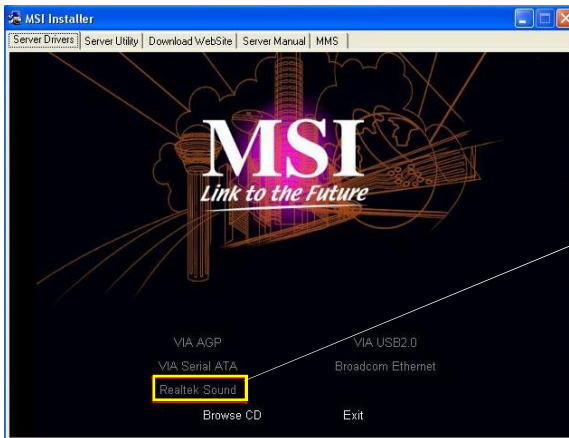 MSI Installer
Server Drivers Server Utility Download WebSite Server Manual MMS
MSI
Link to the Future
VIA AGP VIA USB2.0
VIA Serial ATA Broadcom Ethernet
Realtek Sound
Browse CD Exit